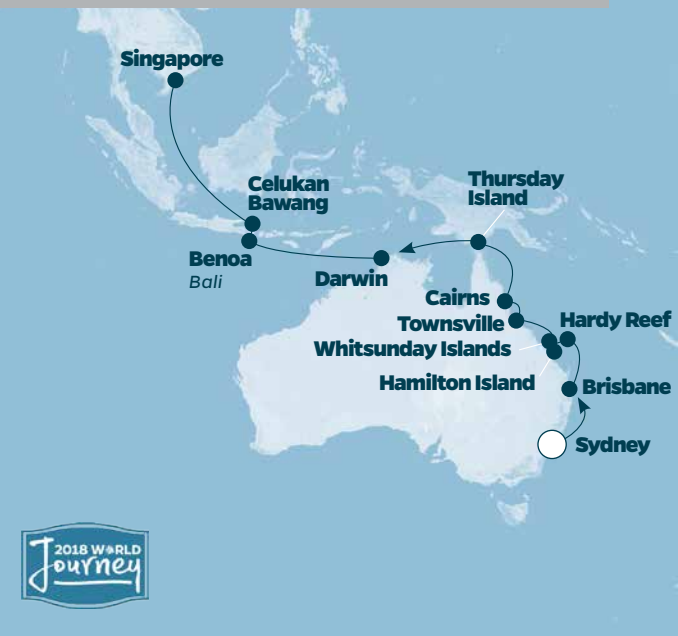 Singapore
Celukan
Bawang
Thursday
Island
Benoa
Bali
Darwin
Cairns
Townsville
Hardy Reef
Whitsunday Islands
Hamilton Island
Brisbane
Sydney
2018 WORLD
Journey